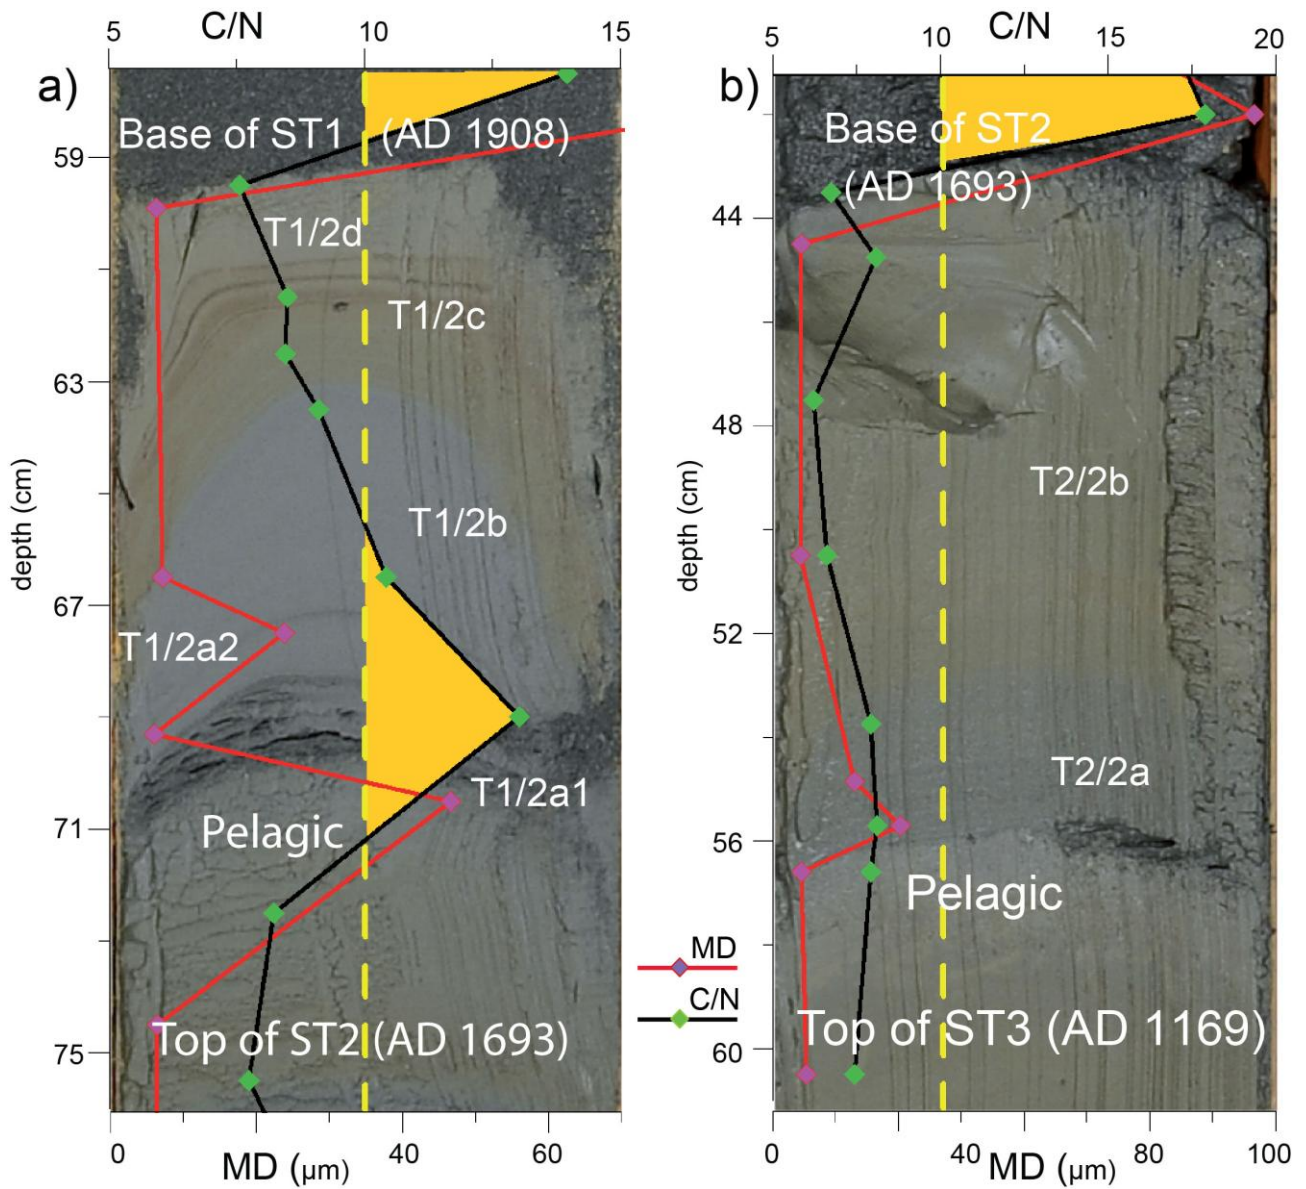 5 C/N 10 15
a)
Base of ST1 (AD 1908)
59
T1/2d
T1/2c
63
T1/2b
depth (cm)
67
T1/2a2
T1/2a1
71
Pelagic
75
Top of ST2 (AD 1693)
0 MD (µm) 40 60
5 10 C/N 15 20
b)
Base of ST2
(AD 1693)
44
48
T2/2b
depth (cm)
52
T2/2a
56
Pelagic
Top of ST3 (AD 1169)
60
0 40 MD (µm) 80 100
MD
C/N